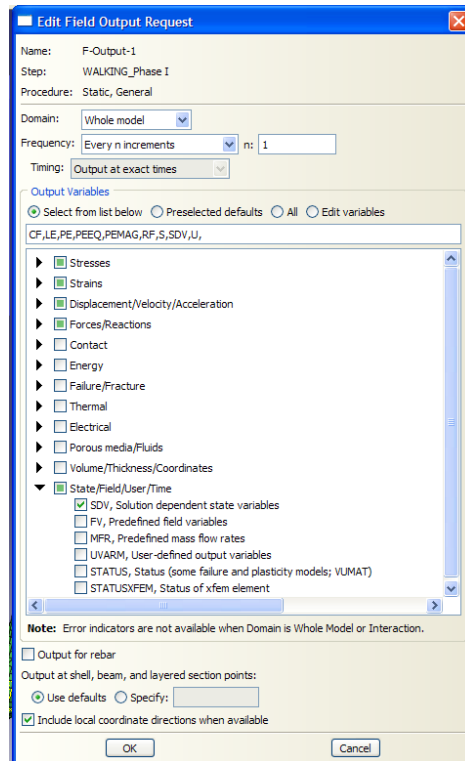 Edit Field Output Request
Name: F-Output-1
Step: WALKING_Phase I
Procedure: Static, General
Domain: Whole model
Frequency: Every n increments n: 1
Timing: Output at exact times
Output Variables
Select from list below Preselected defaults All Edit variables
CF,LE,PE,PEEQ,PEMAG,RF,S,SDV,U,
Stresses
Strains
Displacement/Velocity/Acceleration
Forces/Reactions
Contact
Energy
Failure/Fracture
Thermal
Electrical
Porous media/Fluids
Volume/Thickness/Coordinates
State/Field/User/Time
SDV, Solution dependent state variables
FV, Predefined field variables
MFR, Predefined mass flow rates
UVARM, User-defined output variables
STATUS, Status (some failure and plasticity models; VUMAT)
STATUSXFEM, Status of xfem element
Note: Error indicators are not available when Domain is Whole Model or Interaction.
Output for rebar
Output at shell, beam, and layered section points:
Use defaults Specify:
Include local coordinate directions when available
OK Cancel